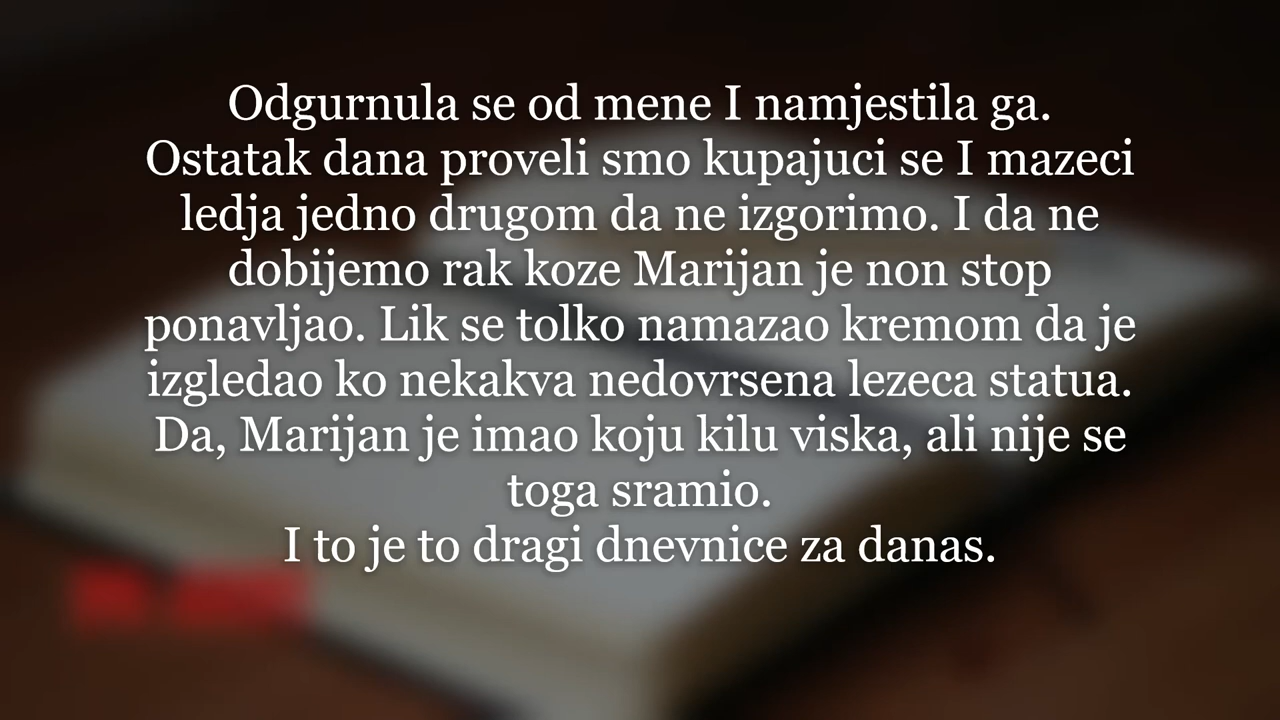 Odgurnula se od mene I namjestila ga.
Ostatak dana proveli smo kupajuci se I mazeci
ledja jedno drugom da ne izgorimo. I da ne
dobijemo rak koze Marijan je non stop
ponavljao. Lik se tolko namazao kremom da je
izgledao ko nekakva nedovrsena lezeca statua.
Da, Marijan je imao koju kilu viska, ali nije se
toga sramio.
I to je to dragi dnevnice za danas.